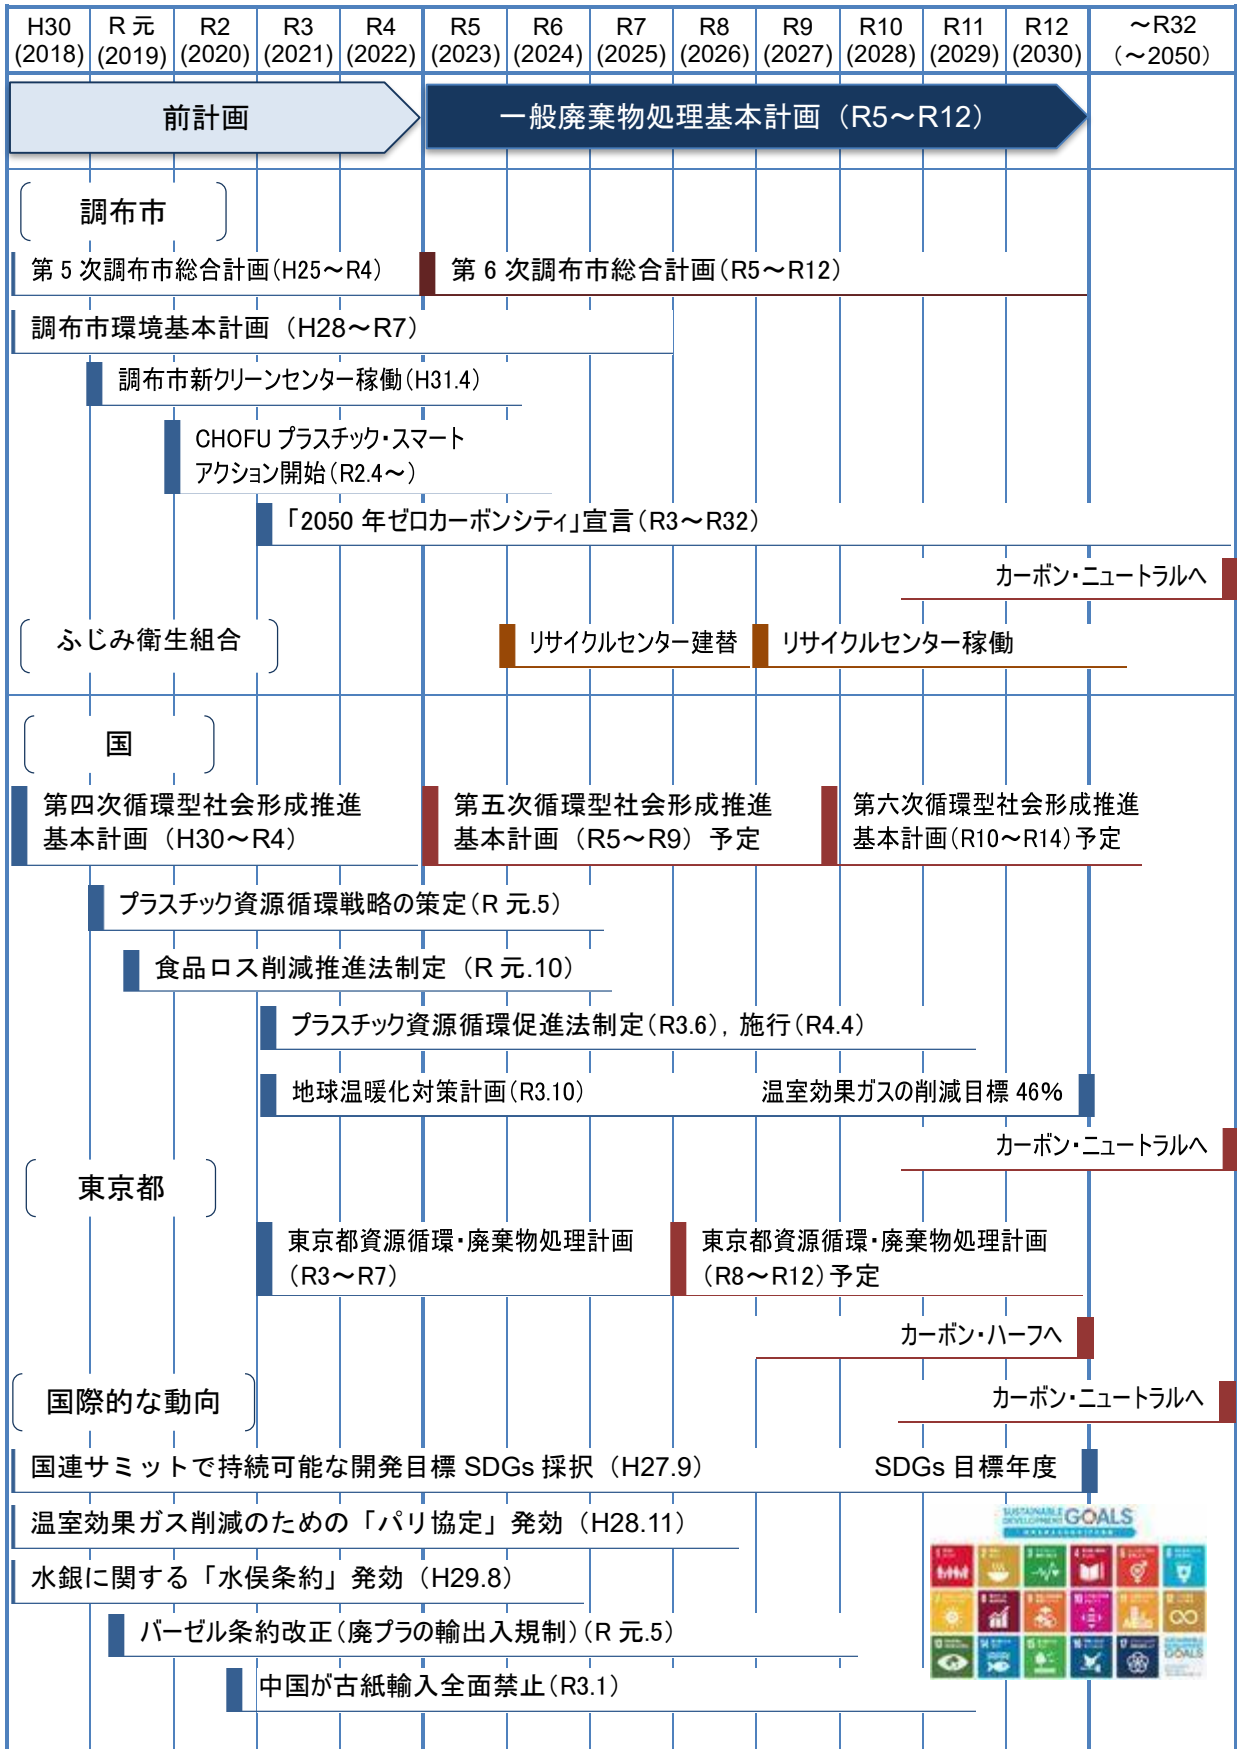 H30 R 元 R2 R3 R4 R5 R6 R7 R8 R9 R10 R11 R12 ～R32
(2018) (2019) (2020) (2021) (2022) (2023) (2024) (2025) (2026) (2027) (2028) (2029) (2030) (～2050)
前計画
一般廃棄物処理基本計画（R5～R12）
調布市
第 5 次調布市総合計画(H25～R4)
第 6 次調布市総合計画(R5～R12)
調布市環境基本計画（H28～R7）
調布市新クリーンセンター稼働(H31.4)
CHOFU プラスチック・スマート
アクション開始(R2.4～)
「2050 年ゼロカーボンシティ」宣言(R3～R32)
カーボン・ニュートラルへ
ふじみ衛生組合
リサイクルセンター建替
リサイクルセンター稼働
国
第四次循環型社会形成推進
基本計画（H30～R4）
第五次循環型社会形成推進
基本計画（R5～R9）予定
第六次循環型社会形成推進
基本計画(R10～R14)予定
プラスチック資源循環戦略の策定(R 元.5)
食品ロス削減推進法制定（R 元.10）
プラスチック資源循環促進法制定(R3.6)，施行(R4.4)
地球温暖化対策計画(R3.10)
温室効果ガスの削減目標 46%
カーボン・ニュートラルへ
東京都
東京都資源循環・廃棄物処理計画
(R3～R7)
東京都資源循環・廃棄物処理計画
(R8～R12)予定
カーボン・ハーフへ
国際的な動向
カーボン・ニュートラルへ
国連サミットで持続可能な開発目標 SDGs 採択（H27.9）
SDGs 目標年度
温室効果ガス削減のための「パリ協定」発効（H28.11）
SUSTAINABLE
DEVELOPMENT GOALS
水銀に関する「水俣条約」発効（H29.8）
バーゼル条約改正(廃プラの輸出入規制)(R 元.5)
中国が古紙輸入全面禁止(R3.1)